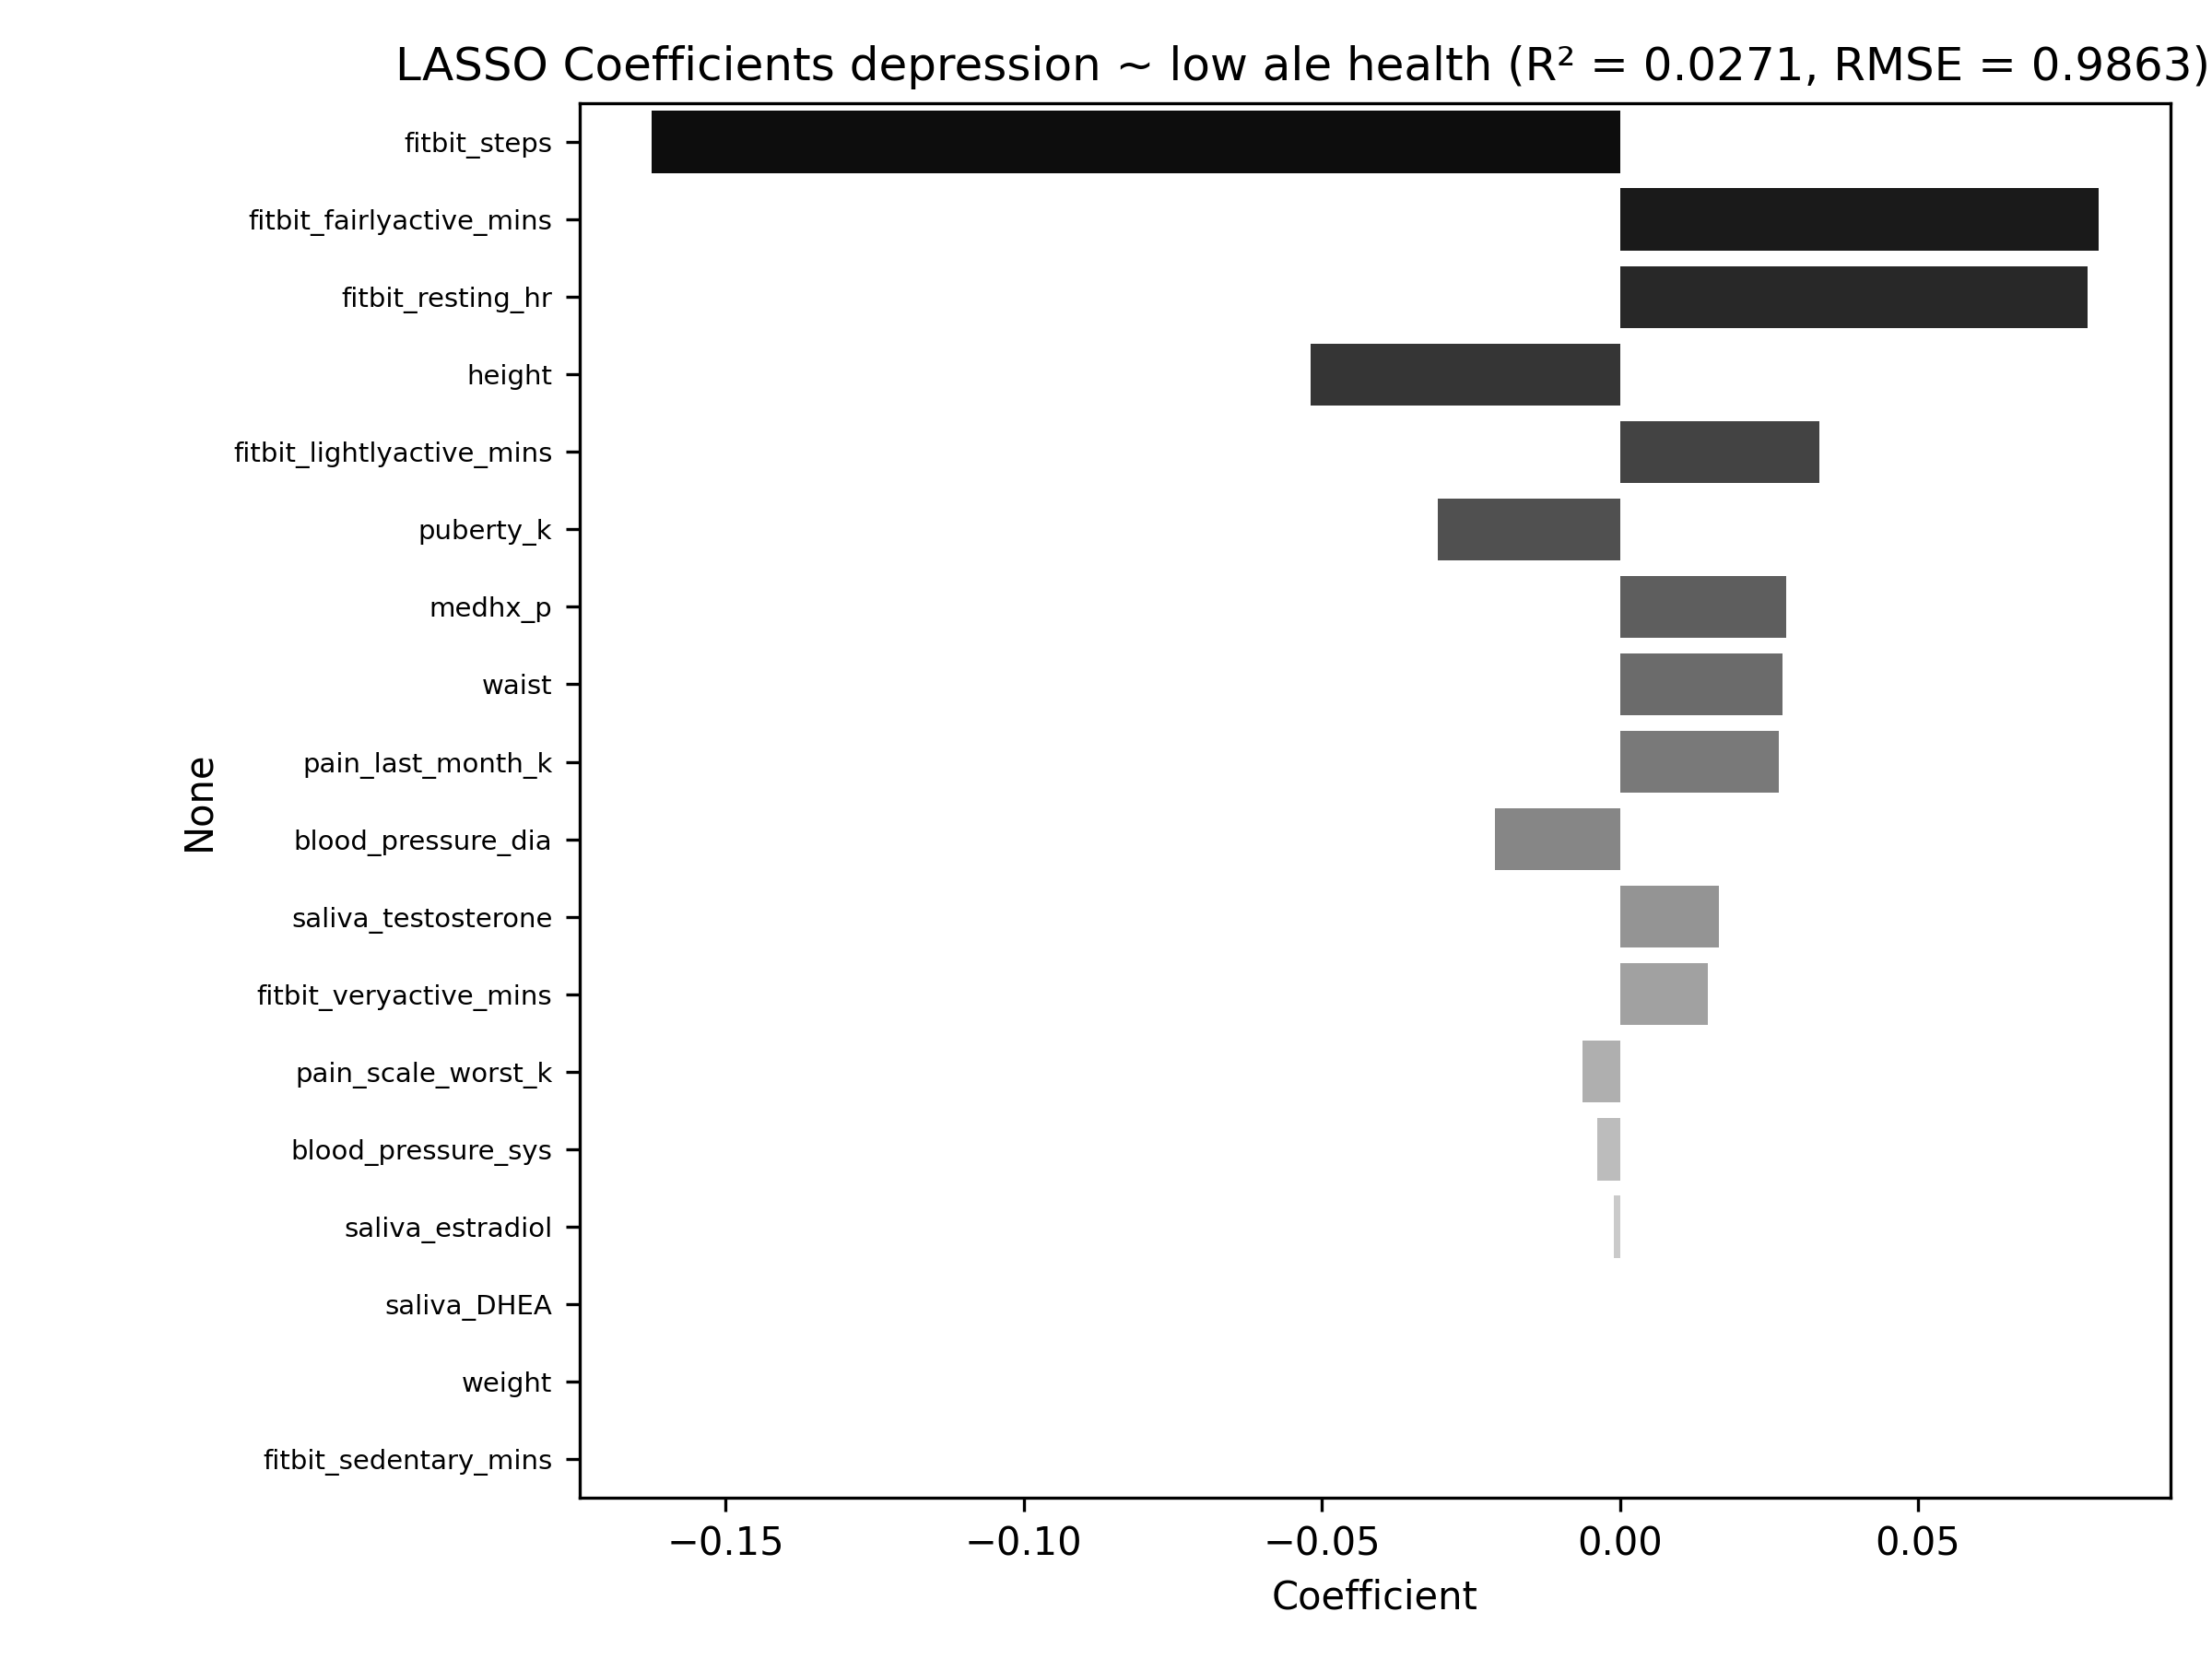 LASSO Coefficients depression ~ low ale health (R² = 0.0271, RMSE = 0.9863)
fitbit_steps
fitbit_fairlyactive_mins
fitbit_resting_hr
height
fitbit_lightlyactive_mins
puberty_k
medhx_p
waist
pain_last_month_k
blood_pressure_dia
saliva_testosterone
fitbit_veryactive_mins
pain_scale_worst_k
blood_pressure_sys
saliva_estradiol
saliva_DHEA
weight
fitbit_sedentary_mins
None
−0.15 −0.10 −0.05 0.00 0.05
Coefficient